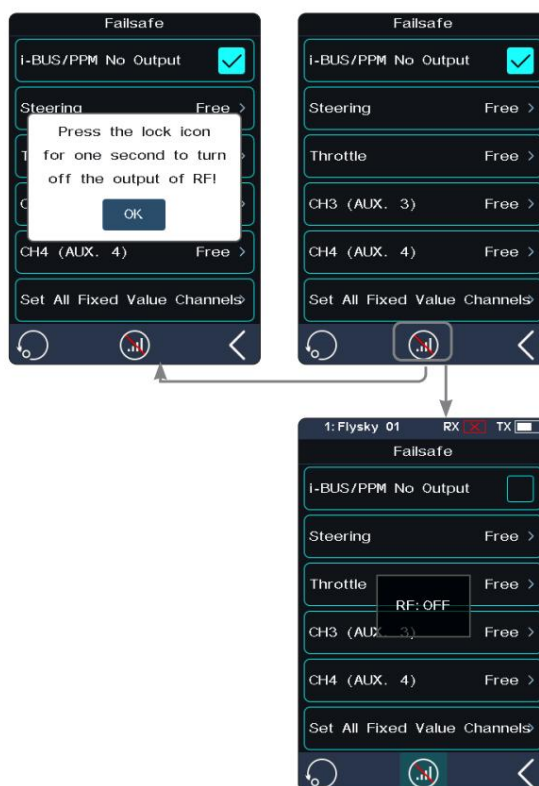 Failsafe
i-BUS/PPM No Output
Steering Free
Press the lock icon
for one second to turn
off the output of RF!
OK
CH4 (AUX. 4) Free
Set All Fixed Value Channels
Failsafe
i-BUS/PPM No Output
Steering Free
Throttle Free
CH3 (AUX. 3) Free
CH4 (AUX. 4) Free
Set All Fixed Value Channels
1: Flysky 01 RX TX
Failsafe
i-BUS/PPM No Output
Steering Free
Throttle Free
RF: OFF
CH3 (AUX. 3) Free
CH4 (AUX. 4) Free
Set All Fixed Value Channels